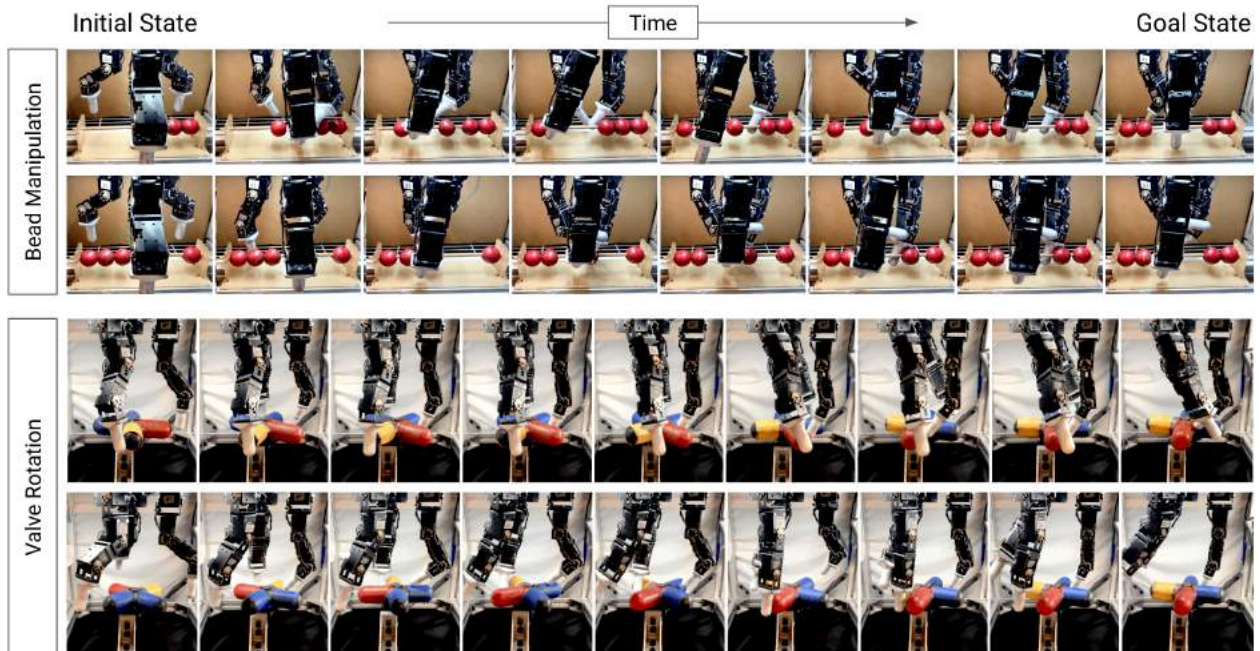 Initial State
Time
Goal State
Bead Manipulation
Valve Rotation